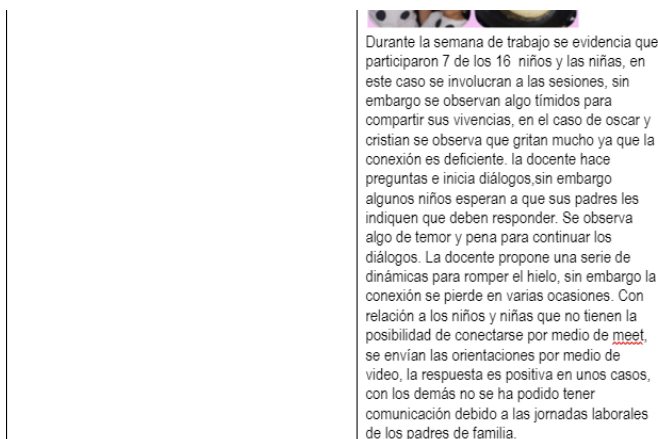 Durante la semana de trabajo se evidencia que
participaron 7 de los 16 niños y las niñas, en
este caso se involucran a las sesiones, sin
embargo se observan algo tímidos para
compartir sus vivencias, en el caso de oscar y
cristian se observa que gritan mucho ya que la
conexión es deficiente. la docente hace
preguntas e inicia diálogos,sin embargo
algunos niños esperan a que sus padres les
indiquen que deben responder. Se observa
algo de temor y pena para continuar los
diálogos. La docente propone una serie de
dinámicas para romper el hielo, sin embargo la
conexión se pierde en varias ocasiones. Con
relación a los niños y niñas que no tienen la
posibilidad de conectarse por medio de meet,
se envían las orientaciones por medio de
video, la respuesta es positiva en unos casos,
con los demás no se ha podido tener
comunicación debido a las jornadas laborales
de los padres de familia.